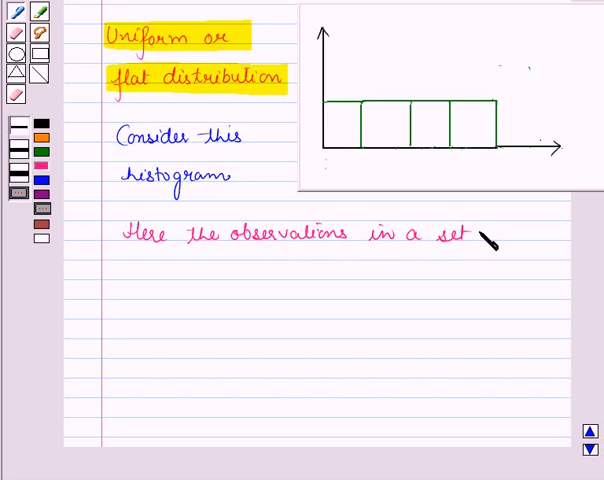 Uniform or
flat distribution
Consider this
histogram
Here the observations in a set